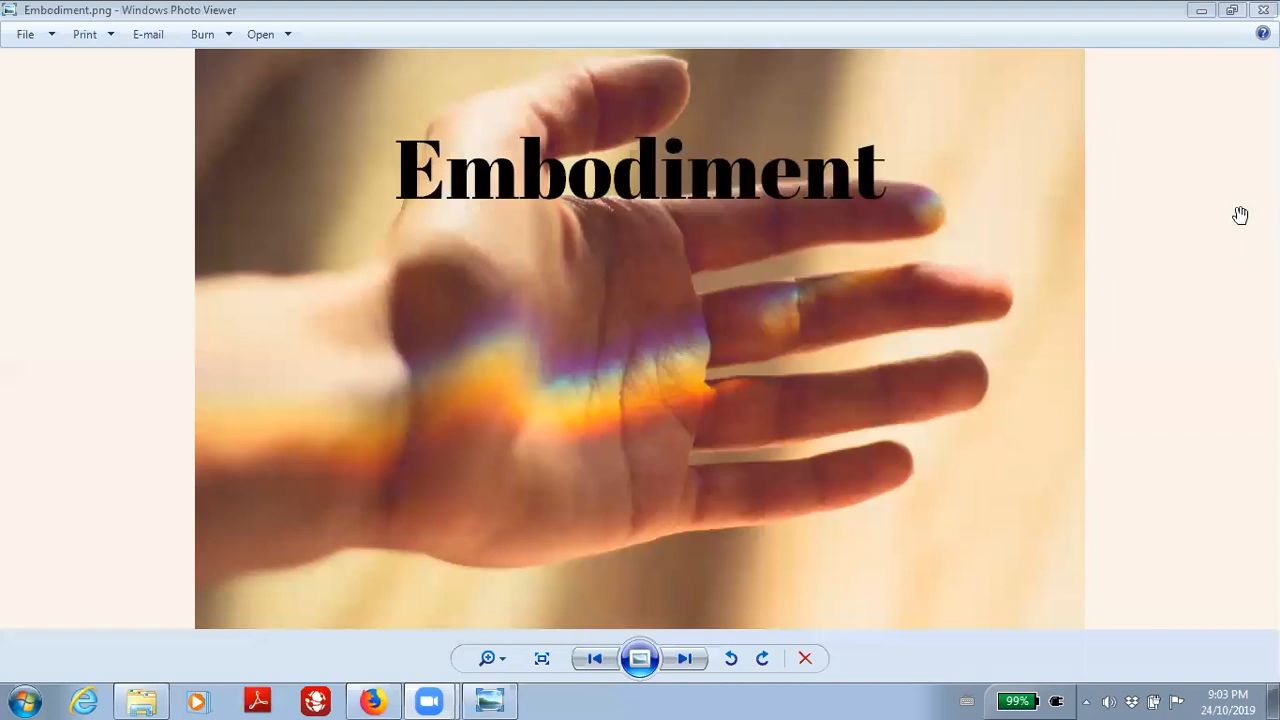 Embodiment.png - Windows Photo Viewer
File Print E-mail Burn Open
Embodiment
99%
9:03 PM
24/10/2019